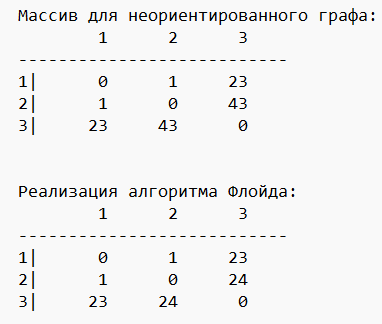 Массив для неориентированного графа:
1 2 3
---------------------------
1| 0 1 23
2| 1 0 43
3| 23 43 0
Реализация алгоритма Флойда:
1 2 3
---------------------------
1| 0 1 23
2| 1 0 24
3| 23 24 0